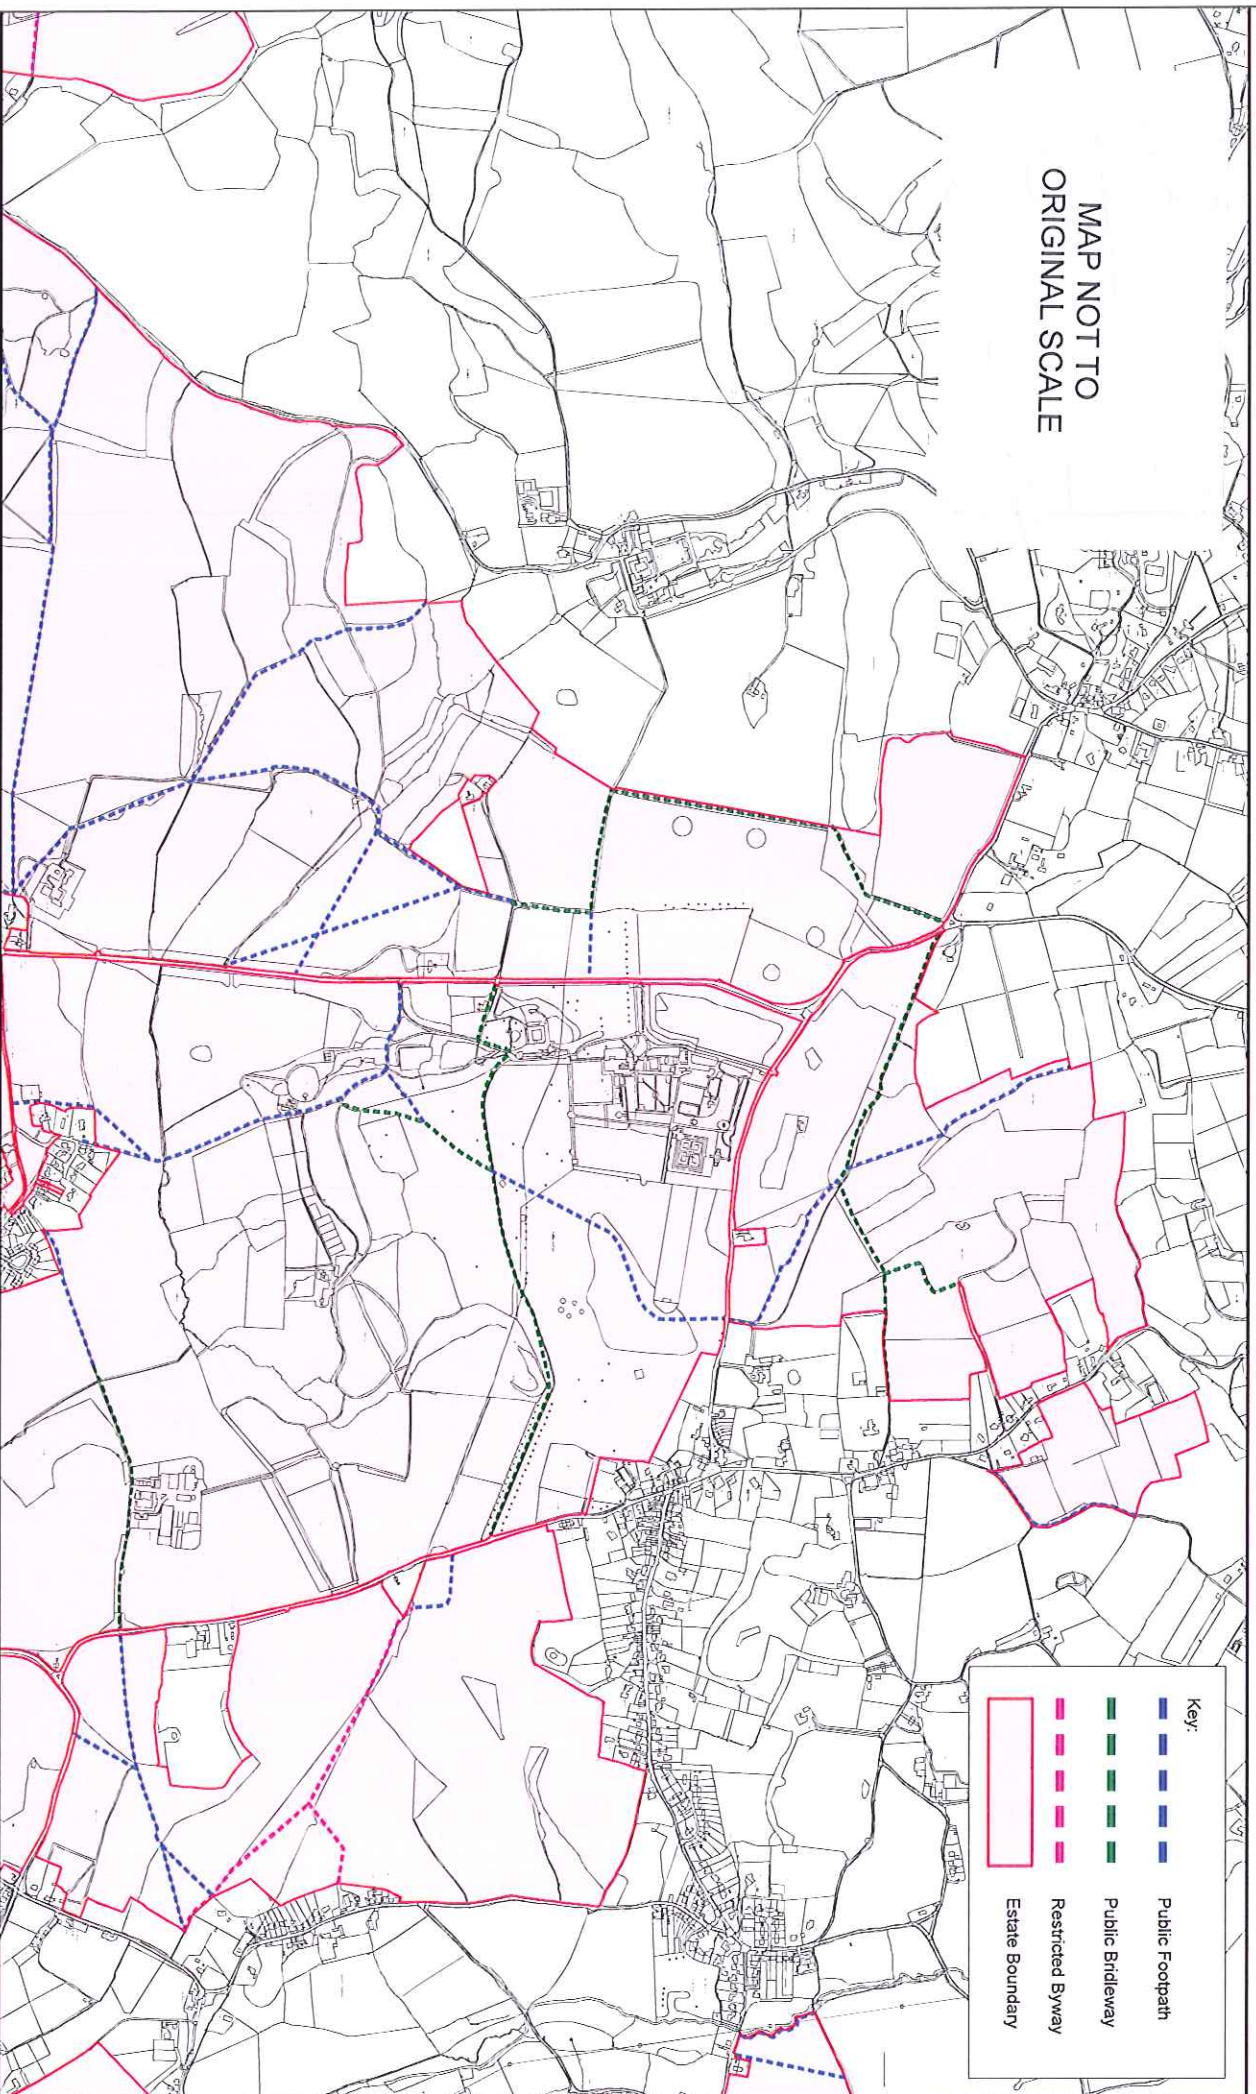 MAP NOT TO
ORIGINAL SCALE
Key:
Public Footpath
Public Bridleway
Restricted Byway
Estate Boundary